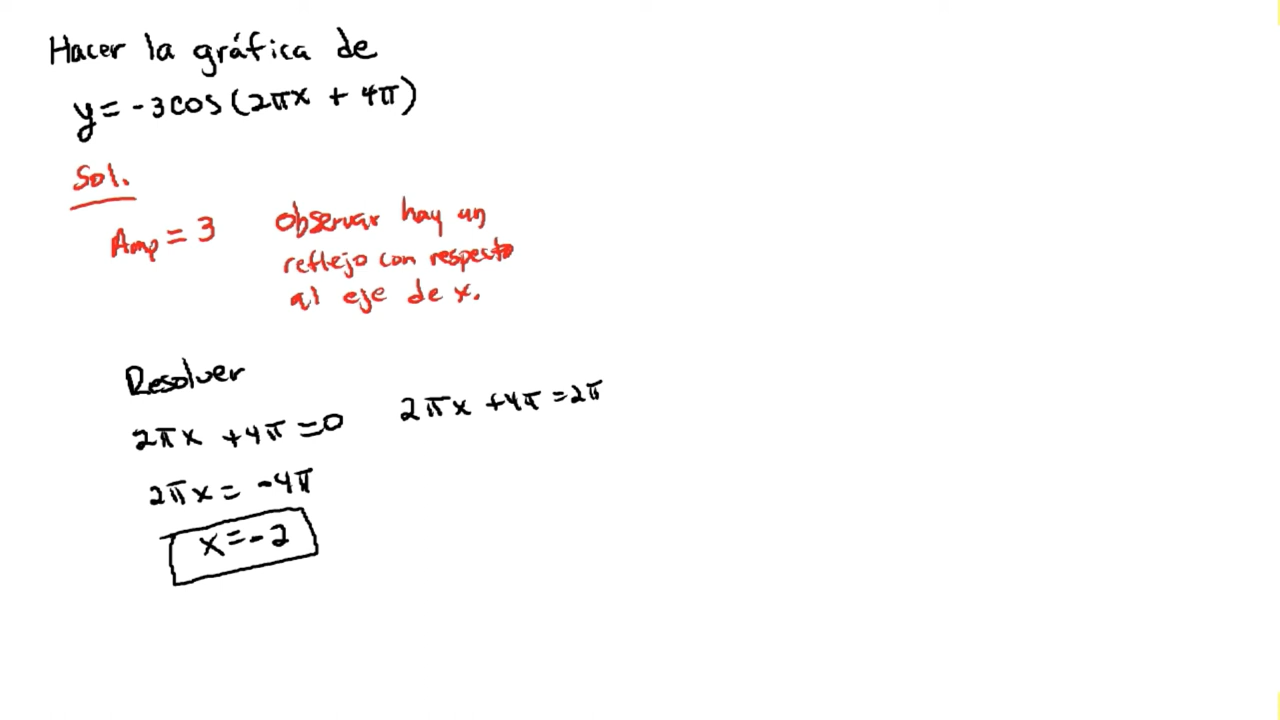 Hacer la gráfica de
y = -3cos(2πx + 4π)
Sol.
Amp = 3
Observar hay un
reflejo con respecto
al eje de x.
Resolver
2πx + 4π = 0
2πx = -4π
x = -2
2πx + 4π = 2π